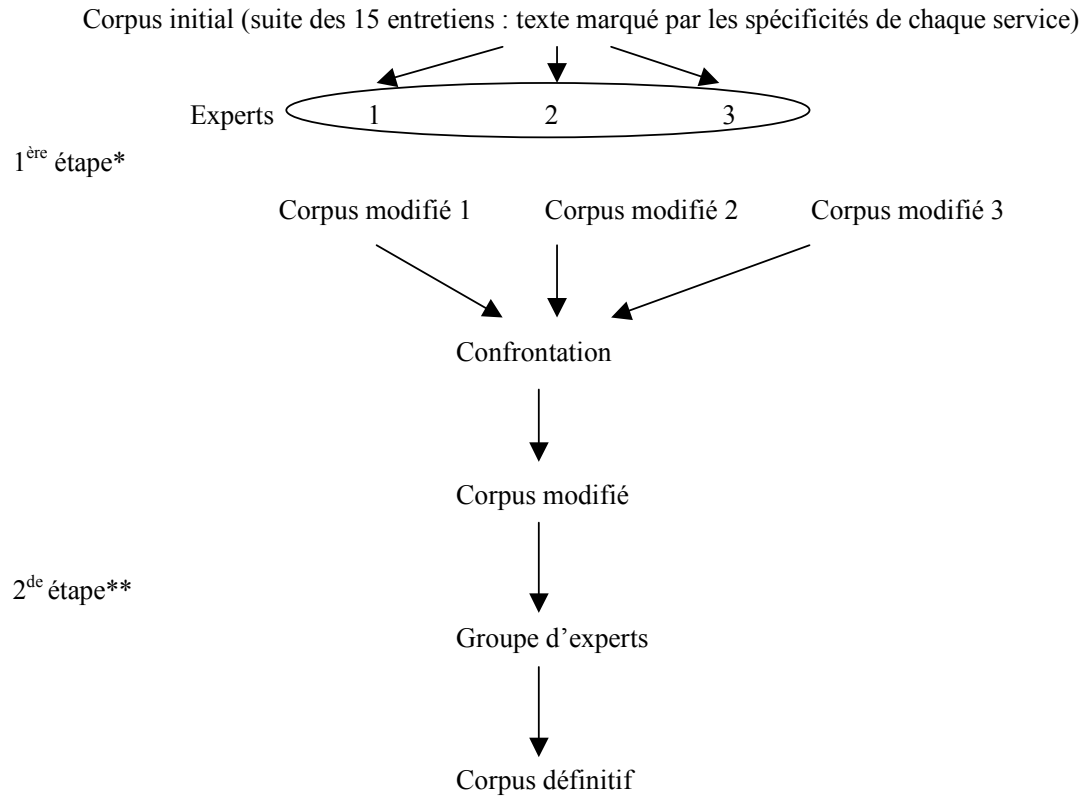 Corpus initial (suite des 15 entretiens : texte marqué par les spécificités de chaque service)
Experts 1 2 3
1ère étape*
Corpus modifié 1 Corpus modifié 2 Corpus modifié 3
Confrontation
Corpus modifié
2de étape**
Groupe d’experts
Corpus définitif